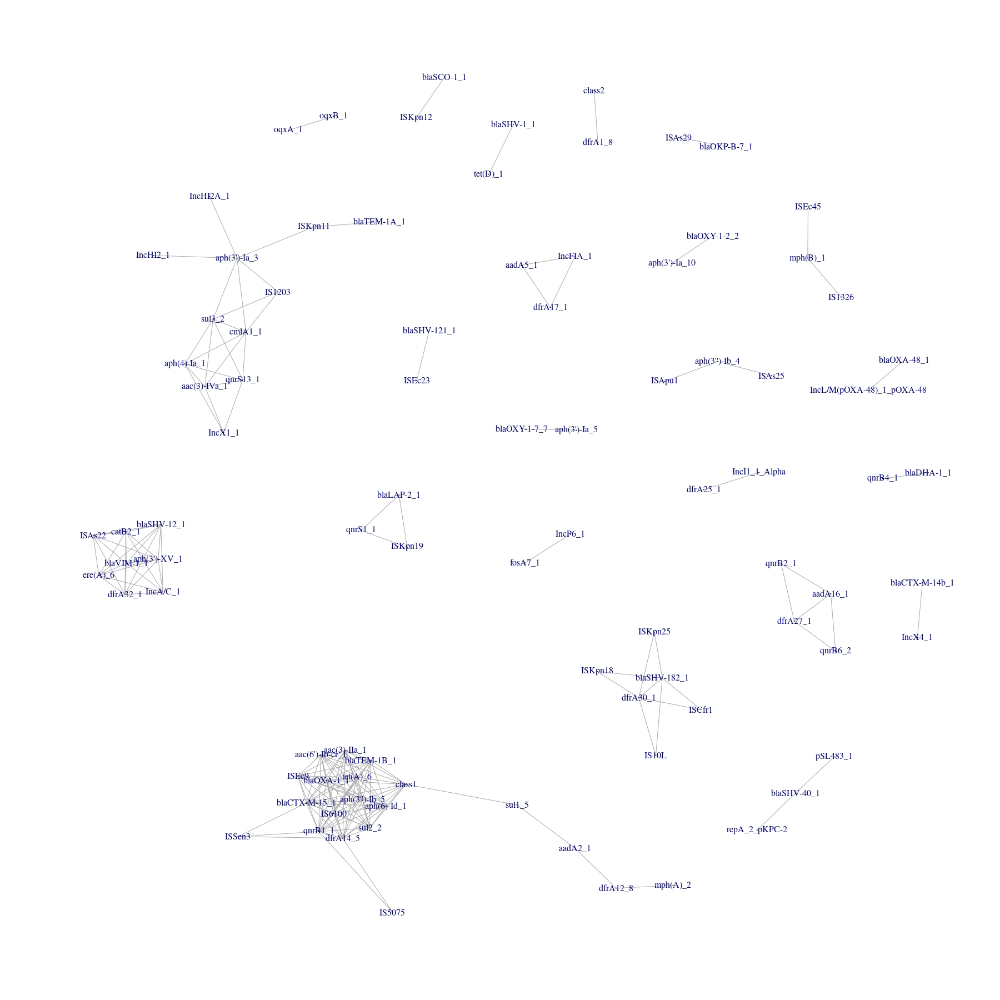 blaSCO-1_1
class2
oqxB_1
ISKpn12
blaSHV-1_1
oqxA_1
ISAs29
dfrA1_8
blaOKP-B-7_1
tet(D)_1
IncHI2A_1
ISEc45
blaTEM-1A_1
ISKpn11
blaOXY-1-2_2
IncHI2_1
aph(3')-Ia_3
IncFIA_1
mph(B)_1
aph(3')-Ia_10
aadA5_1
IS1203
IS1326
dfrA17_1
sul3_2
cmlA1_1
blaSHV-121_1
aph(4)-Ia_1
aph(3'')-Ib_4
blaOXA-48_1
ISAs25
qnrS13_1
ISEc23
ISApu1
aac(3)-IVa_1
IncL/M(pOXA-48)_1_pOXA-48
blaOXY-1-7_7
aph(3')-Ia_5
IncX1_1
IncI1_1_Alpha
blaDHA-1_1
qnrB4_1
dfrA25_1
blaLAP-2_1
blaSHV-12_1
qnrS1_1
catB2_1
ISAs22
IncP6_1
ISKpn19
aph(3')-XV_1
blaVIM-1_1
fosA7_1
qnrB2_1
ere(A)_6
blaCTX-M-14b_1
IncA/C_1
dfrA32_1
aadA16_1
dfrA27_1
ISKpn25
IncX4_1
qnrB6_2
ISKpn18
blaSHV-182_1
dfrA30_1
ISCfr1
aac(3)-IIa_1
aac(6')-Ib-cr_1
IS10L
pSL483_1
blaTEM-1B_1
ISEc9
tet(A)_6
blaOXA-1_1
class1
blaSHV-40_1
aph(3'')-Ib_5
blaCTX-M-15_1
aph(6)-Id_1
sul1_5
IS6100
sul2_2
repA_2_pKPC-2
qnrB1_1
ISSen3
dfrA14_5
aadA2_1
mph(A)_2
dfrA12_8
IS5075